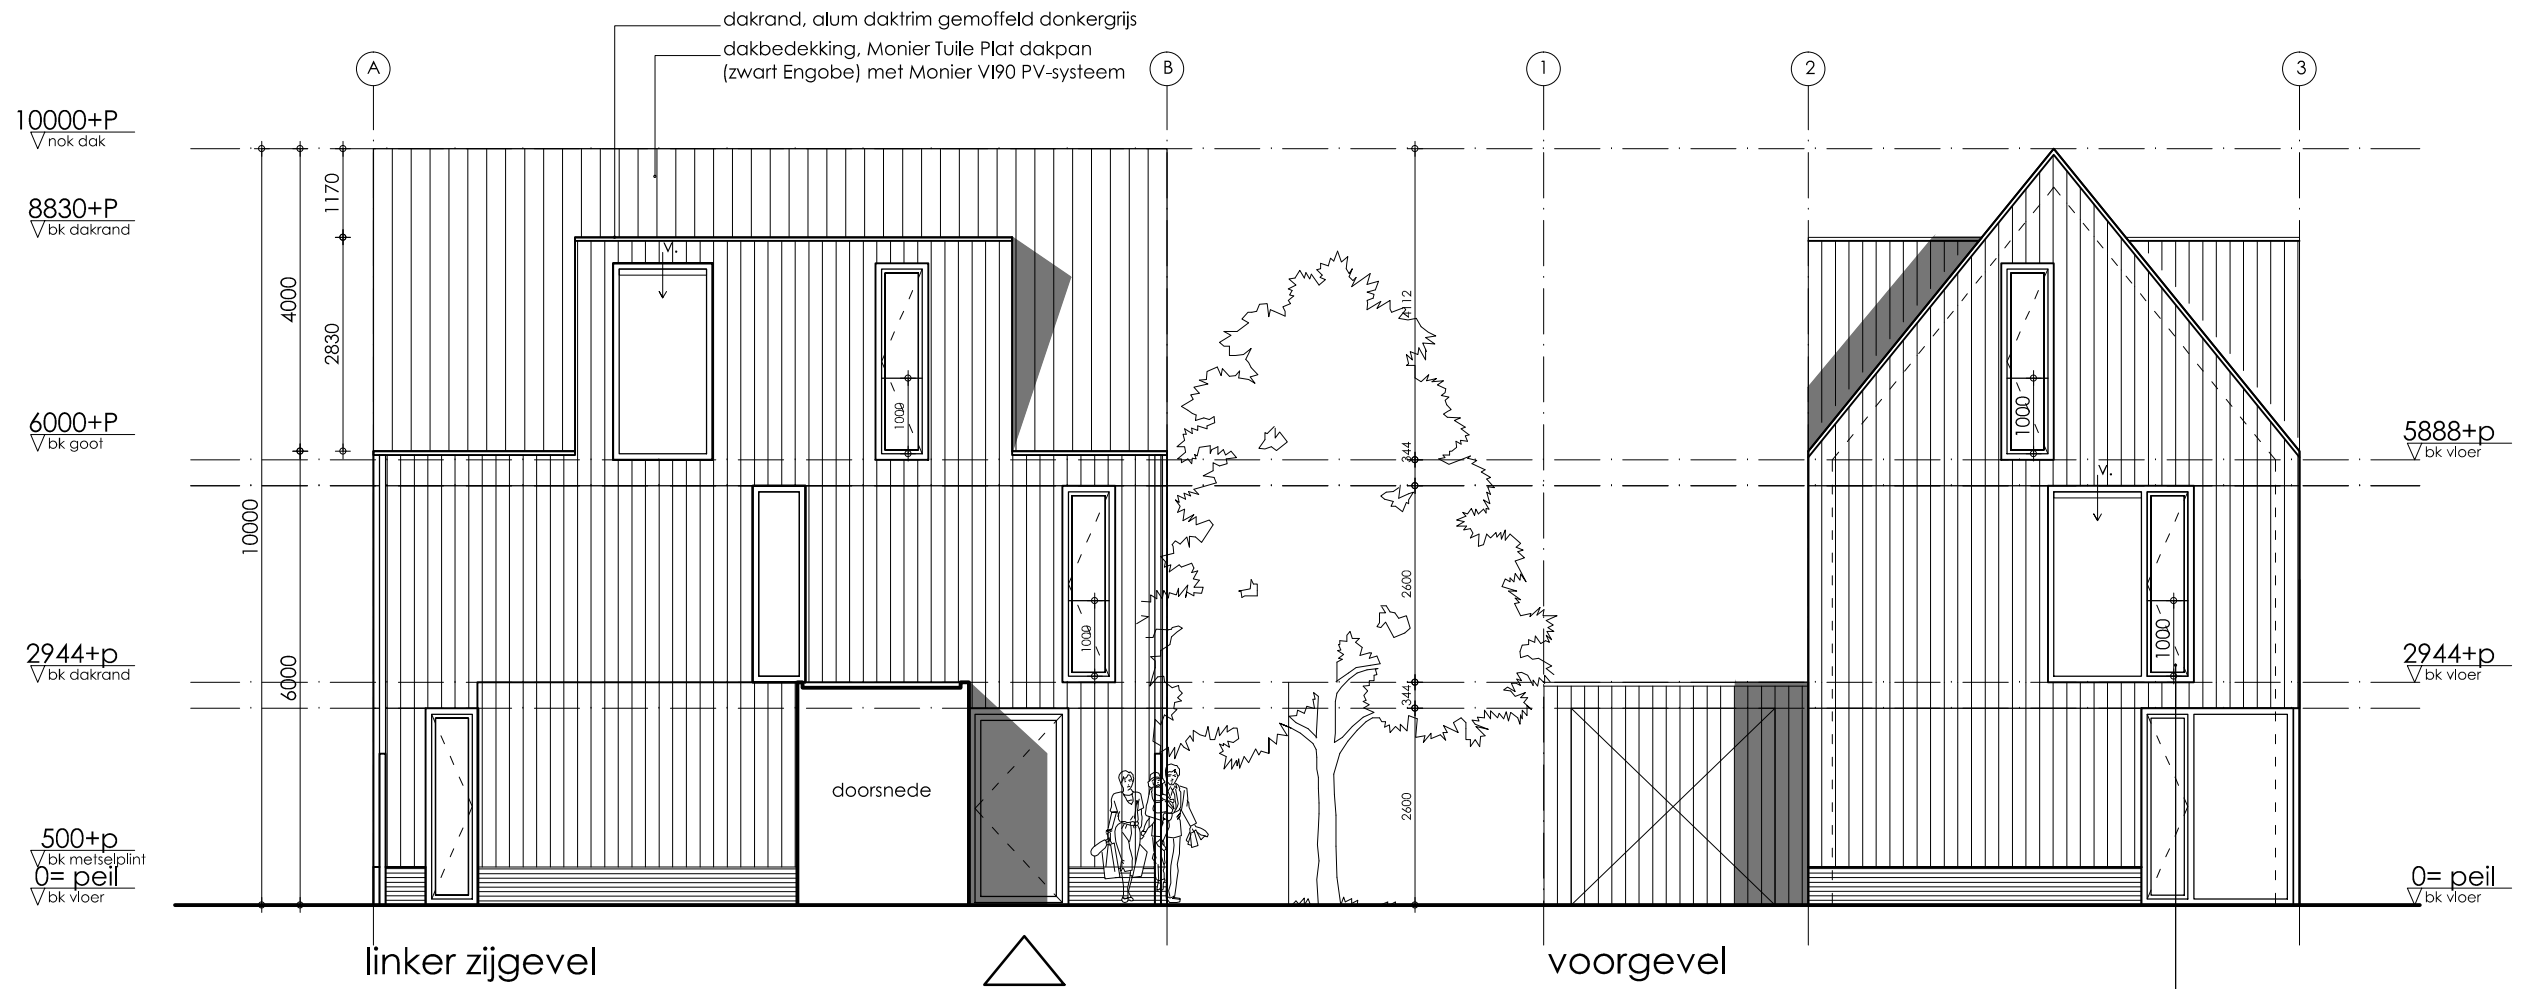 dakrand, alum daktrim gemoffeld donkergrijs
dakbedekking, Monier Tuile Plat dakpan
(zwart Engobe) met Monier VI90 PV-systeem
A
B
1
2
3
10000+P
nok dak
8830+P
bk dakrand
6000+P
bk goot
2944+p
bk dakrand
500+p
bk metselplint
0= peil
bk vloer
10000
4000
6000
1170
2830
v.
1000
1000
doorsnede
4112
344
2600
344
2600
1000
v.
1000
5888+p
bk vloer
2944+p
bk vloer
0= peil
bk vloer
linker zijgevel
voorgevel